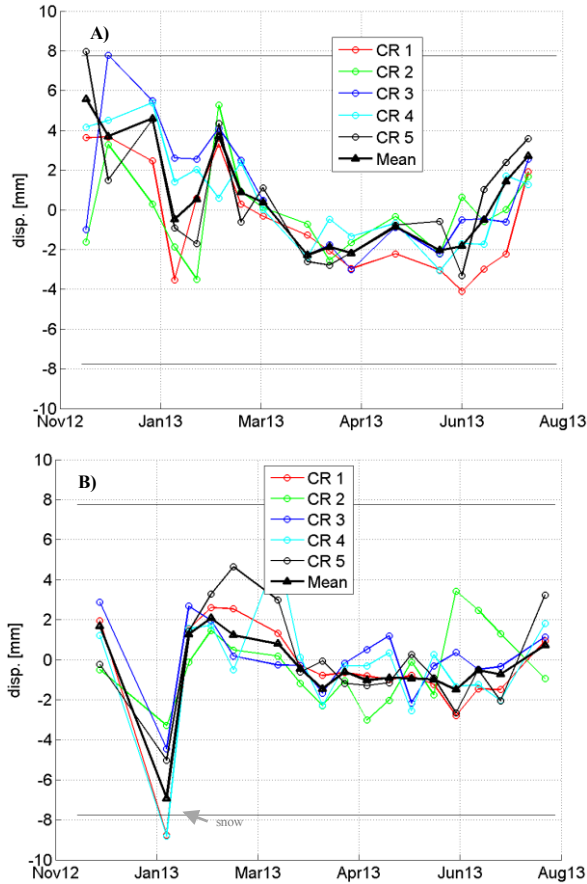 A)
10
8
6
4
2
0
-2
-4
-6
-8
-10
disp. [mm]
CR 1
CR 2
CR 3
CR 4
CR 5
Mean
Nov12 Jan13 Mar13 Apr13 Jun13 Aug13
B)
10
8
6
4
2
0
-2
-4
-6
-8
-10
disp. [mm]
CR 1
CR 2
CR 3
CR 4
CR 5
Mean
snow
Nov12 Jan13 Mar13 Apr13 Jun13 Aug13